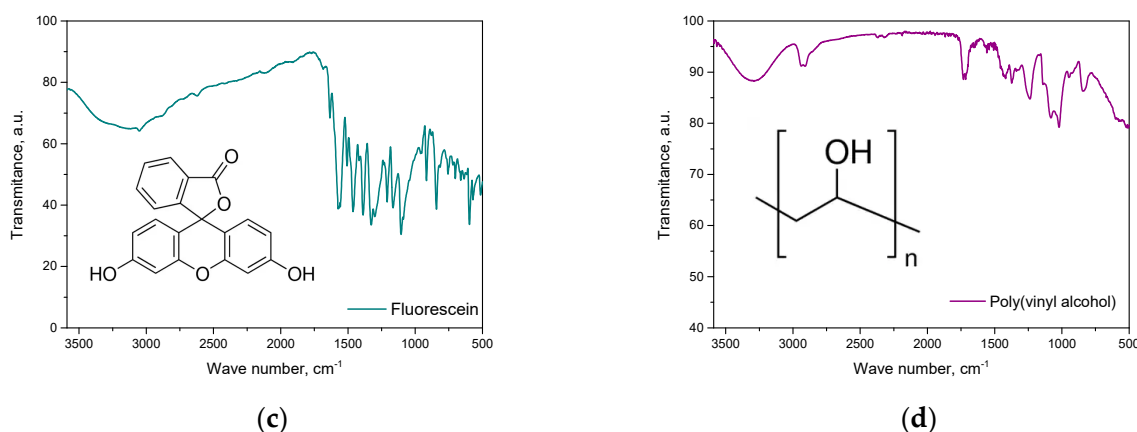 100
80
60
40
20
0
Transmitance, a.u.
O
O
HO
O
OH
Fluorescein
3500
3000
2500
2000
1500
1000
500
Wave number, cm-1
(c)
100
90
80
70
60
50
40
Transmitance, a.u.
OH
n
Poly(vinyl alcohol)
3500
3000
2500
2000
1500
1000
500
Wave number, cm-1
(d)